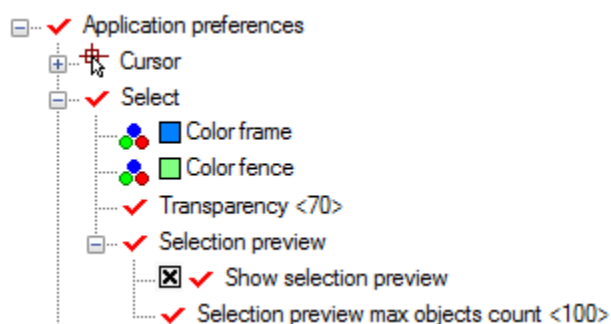 Application preferences
Cursor
Select
Color frame
Color fence
Transparency <70>
Selection preview
Show selection preview
Selection preview max objects count <100>